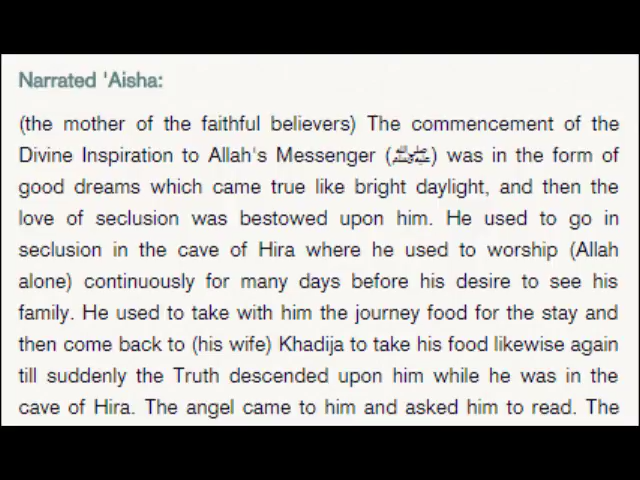 Narrated 'Aisha:
(the mother of the faithful believers) The commencement of the
Divine Inspiration to Allah's Messenger (ﷺ) was in the form of
good dreams which came true like bright daylight, and then the
love of seclusion was bestowed upon him. He used to go in
seclusion in the cave of Hira where he used to worship (Allah
alone) continuously for many days before his desire to see his
family. He used to take with him the journey food for the stay and
then come back to (his wife) Khadija to take his food likewise again
till suddenly the Truth descended upon him while he was in the
cave of Hira. The angel came to him and asked him to read. The